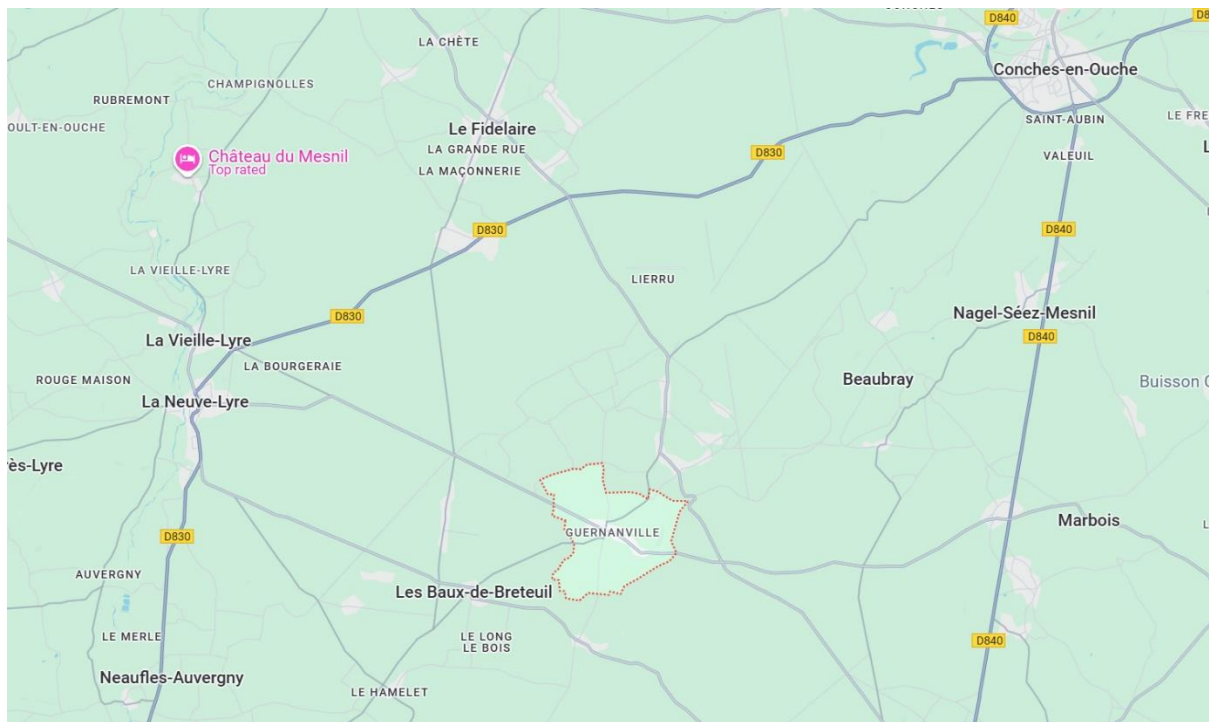 D840
D8
LA CHÈTE
Conches-en-Ouche
CHAMPIGNOLLES
RUBREMONT
OULT-EN-OUCHE
Le Fidelaire
SAINT-AUBIN
LE FRE
LA GRANDE RUE
D830
VALEUIL
Château du Mesnil
Top rated
LA MAÇONNERIE
D830
D840
LA VIEILLE-LYRE
LIERRU
D830
Nagel-Séez-Mesnil
La Vieille-Lyre
D840
LA BOURGERAIE
ROUGE MAISON
Beaubray
Buisson
La Neuve-Lyre
rès-Lyre
Marbois
D830
GUERNANVILLE
AUVERGNY
Les Baux-de-Breteuil
LE MERLE
LE LONG
LE BOIS
D840
Neaufles-Auvergny
LE HAMELET